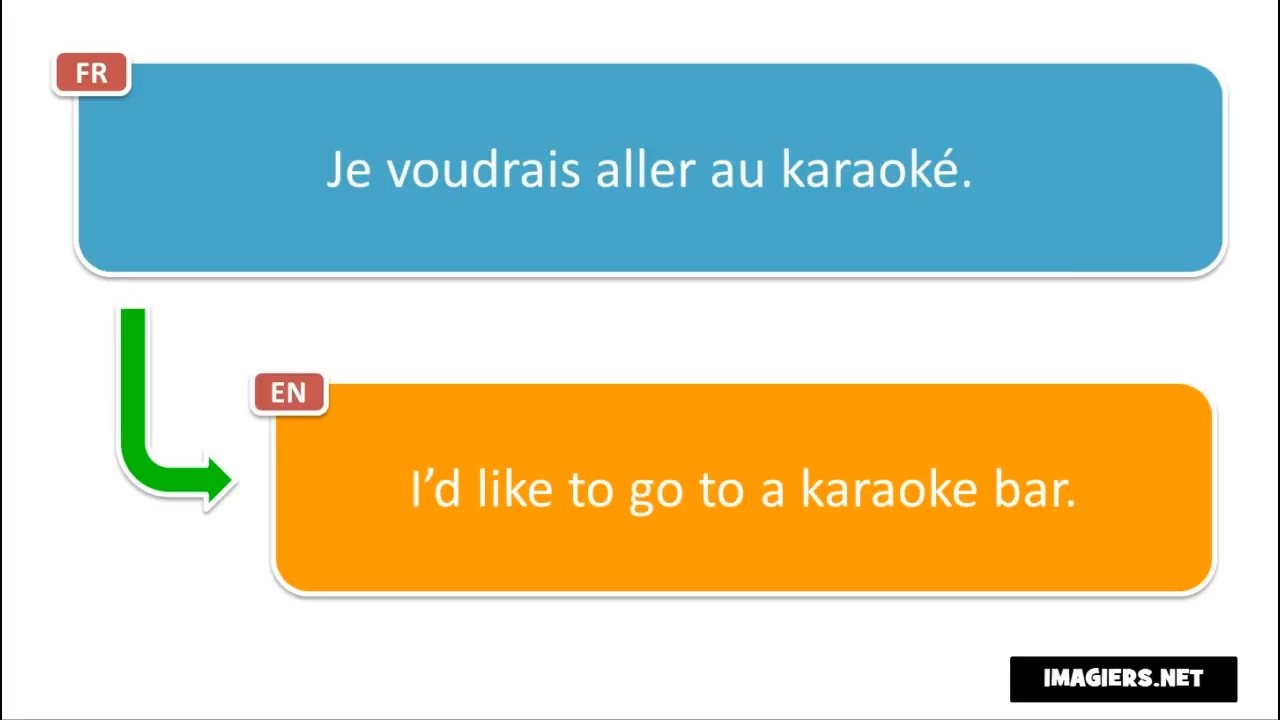 FR
Je voudrais aller au karaoké.
EN
I’d like to go to a karaoke bar.
IMAGIERS.NET